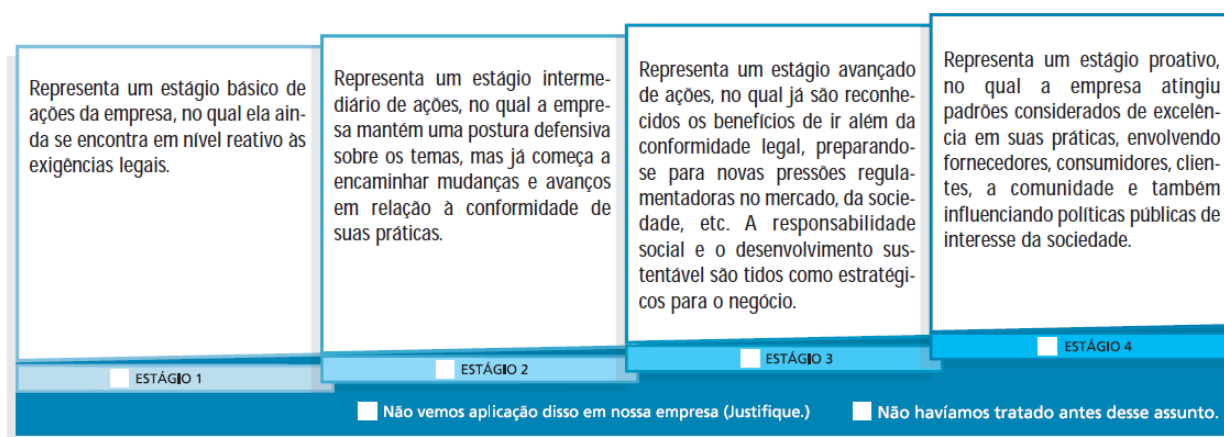 Representa um estágio básico de
ações da empresa, no qual ela ain-
da se encontra em nível reativo às
exigências legais.
ESTÁGIO 1
Representa um estágio interme-
diário de ações, no qual a empre-
sa mantém uma postura defensiva
sobre os temas, mas já começa a
encaminhar mudanças e avanços
em relação à conformidade de
suas práticas.
ESTÁGIO 2
Representa um estágio avançado
de ações, no qual já são reconhe-
cidos os benefícios de ir além da
conformidade legal, preparando-
se para novas pressões regula-
mentadoras no mercado, da socie-
dade, etc. A responsabilidade
social e o desenvolvimento sus-
tentável são tidos como estratégi-
cos para o negócio.
ESTÁGIO 3
Representa um estágio proativo,
no qual a empresa atingiu
padrões considerados de excelên-
cia em suas práticas, envolvendo
fornecedores, consumidores, clien-
tes, a comunidade e também
influenciando políticas públicas de
interesse da sociedade.
ESTÁGIO 4
Não vemos aplicação disso em nossa empresa (Justifique.)
Não havíamos tratado antes desse assunto.